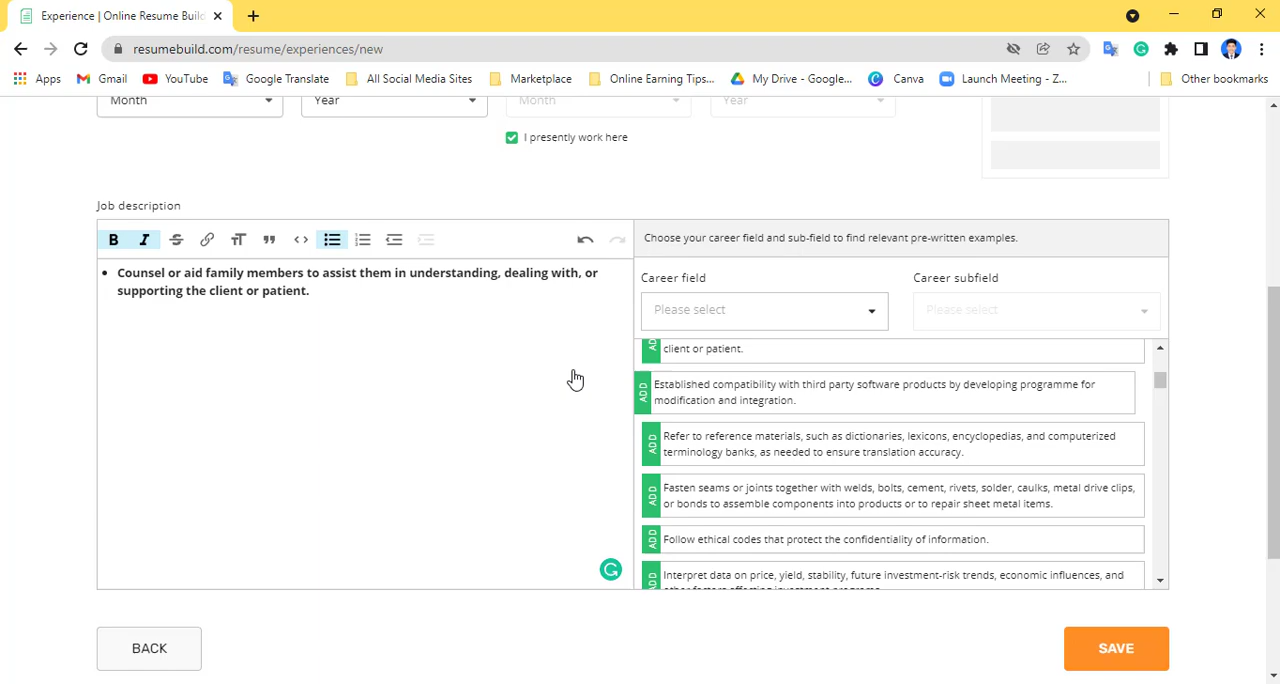 Experience | Online Resume Build
resumebuild.com/resume/experiences/new
Apps
Gmail
YouTube
Google Translate
All Social Media Sites
Marketplace
Online Earning Tips...
My Drive - Google...
Canva
Launch Meeting - Z...
Other bookmarks
Month
Year
Month
Year
I presently work here
Job description
B I S
Choose your career field and sub-field to find relevant pre-written examples.
Counsel or aid family members to assist them in understanding, dealing with, or
supporting the client or patient.
Career field
Career subfield
Please select
Please select
ADD
client or patient.
ADD
Established compatibility with third party software products by developing programme for
modification and integration.
ADD
Refer to reference materials, such as dictionaries, lexicons, encyclopedias, and computerized
terminology banks, as needed to ensure translation accuracy.
ADD
Fasten seams or joints together with welds, bolts, cement, rivets, solder, caulks, metal drive clips,
or bonds to assemble components into products or to repair sheet metal items.
ADD
Follow ethical codes that protect the confidentiality of information.
ADD
Interpret data on price, yield, stability, future investment-risk trends, economic influences, and
other factors affecting investment programs.
BACK
SAVE